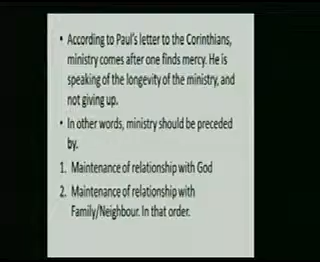 • According to Paul's letter to the Corinthians,
ministry comes after one finds mercy. He is
speaking of the longevity of the ministry, and
not giving up.
• In other words, ministry should be preceded
by.
1. Maintenance of relationship with God
2. Maintenance of relationship with
Family/Neighbour. In that order.